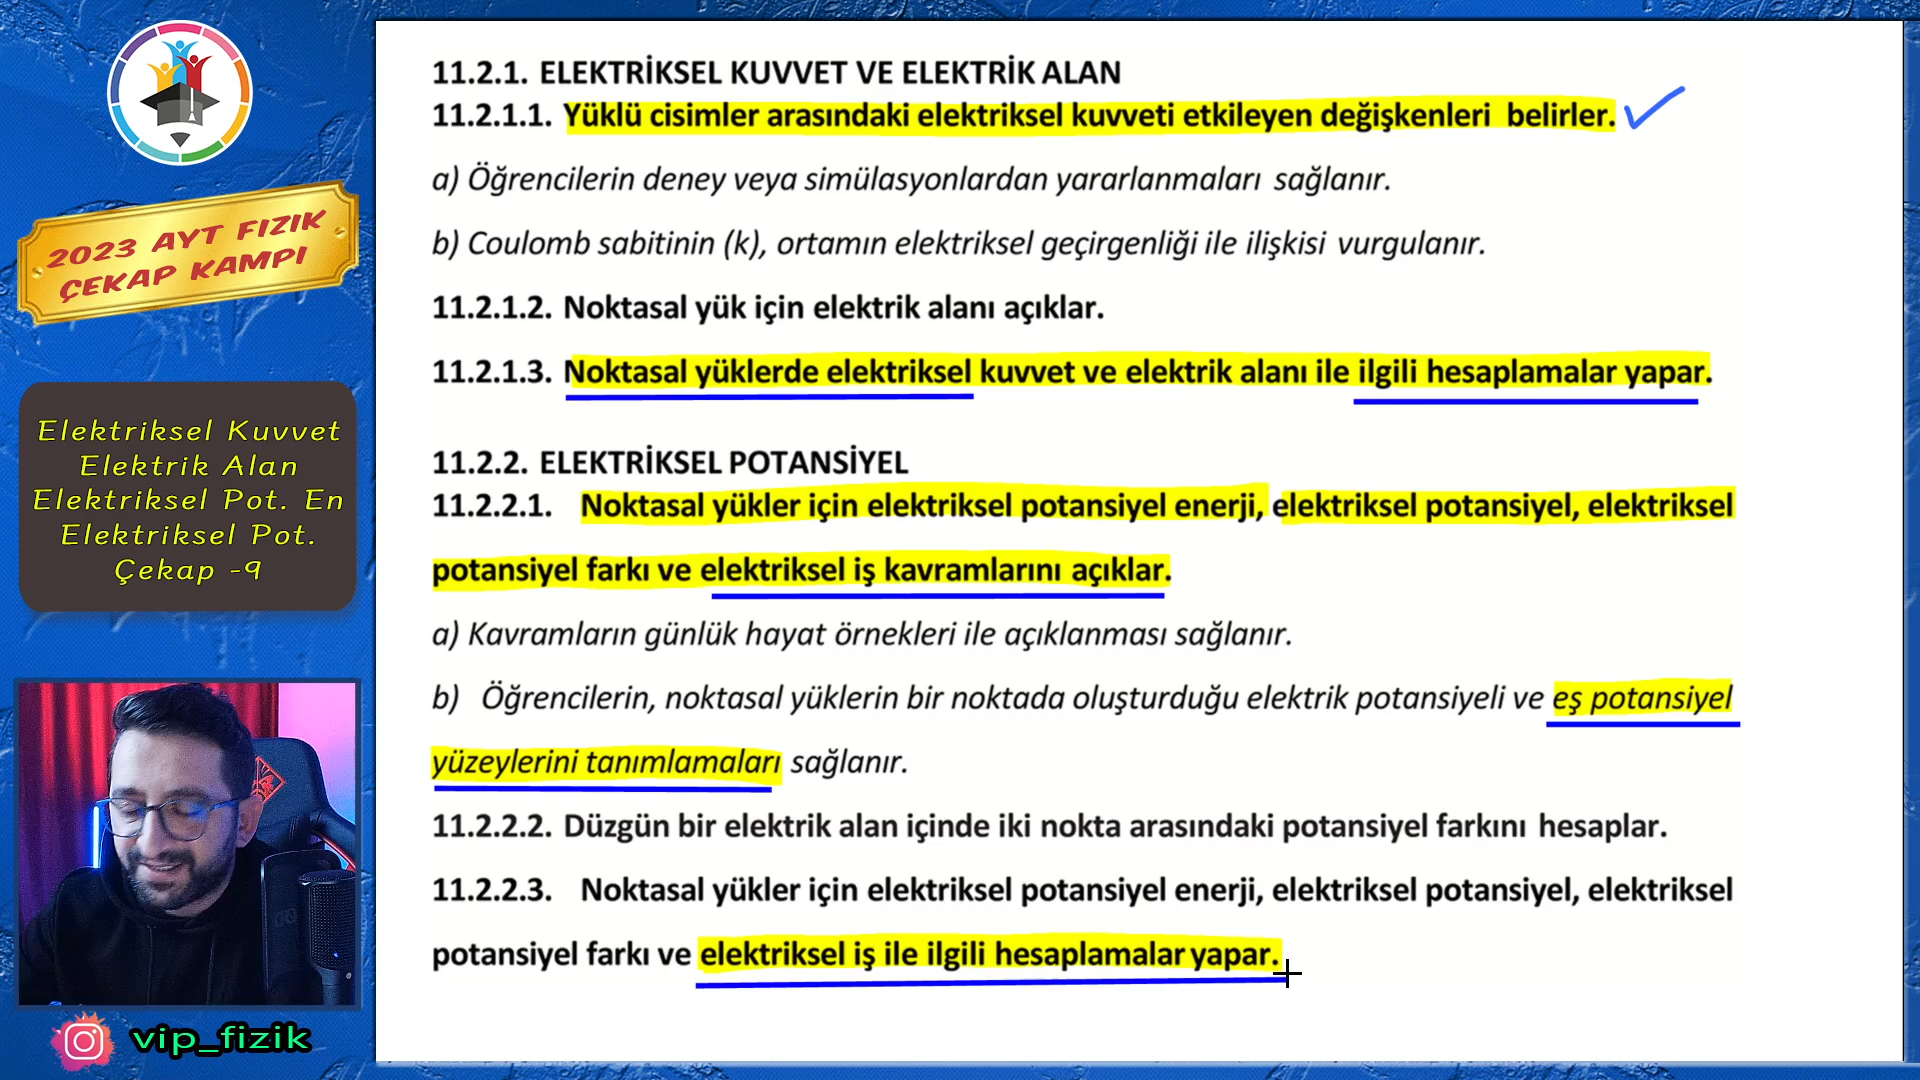 2023 AYT FIZIK
ÇEKAP KAMPI
Elektriksel Kuvvet
Elektrik Alan
Elektriksel Pot. En
Elektriksel Pot.
Çekap -9
vip_fizik
11.2.1. ELEKTRİKSEL KUVVET VE ELEKTRİK ALAN
11.2.1.1. Yüklü cisimler arasındaki elektriksel kuvveti etkileyen değişkenleri belirler.
a) Öğrencilerin deney veya simülasyonlardan yararlanmaları sağlanır.
b) Coulomb sabitinin (k), ortamın elektriksel geçirgenliği ile ilişkisi vurgulanır.
11.2.1.2. Noktasal yük için elektrik alanı açıklar.
11.2.1.3. Noktasal yüklerde elektriksel kuvvet ve elektrik alanı ile ilgili hesaplamalar yapar.
11.2.2. ELEKTRİKSEL POTANSİYEL
11.2.2.1. Noktasal yükler için elektriksel potansiyel enerji, elektriksel potansiyel, elektriksel
potansiyel farkı ve elektriksel iş kavramlarını açıklar.
a) Kavramların günlük hayat örnekleri ile açıklanması sağlanır.
b) Öğrencilerin, noktasal yüklerin bir noktada oluşturduğu elektrik potansiyeli ve eş potansiyel
yüzeylerini tanımlamaları sağlanır.
11.2.2.2. Düzgün bir elektrik alan içinde iki nokta arasındaki potansiyel farkını hesaplar.
11.2.2.3. Noktasal yükler için elektriksel potansiyel enerji, elektriksel potansiyel, elektriksel
potansiyel farkı ve elektriksel iş ile ilgili hesaplamalar yapar.